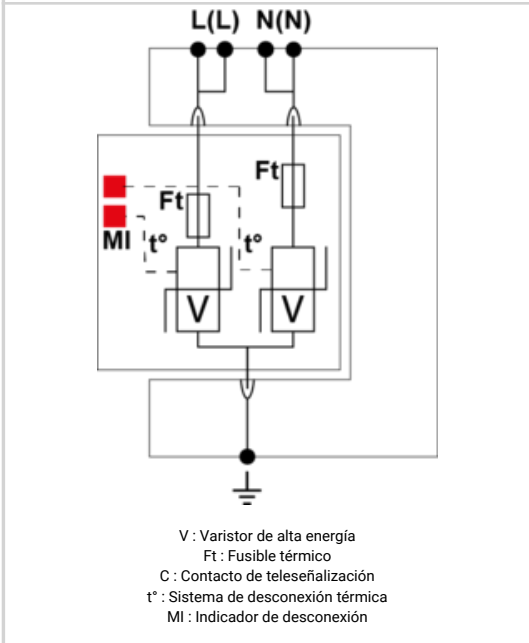 L(L) N(N)
Ft
Ft
MI t° t°
V V
V : Varistor de alta energía
Ft : Fusible térmico
C : Contacto de teleseñalización
t° : Sistema de desconexión térmica
MI : Indicador de desconexión